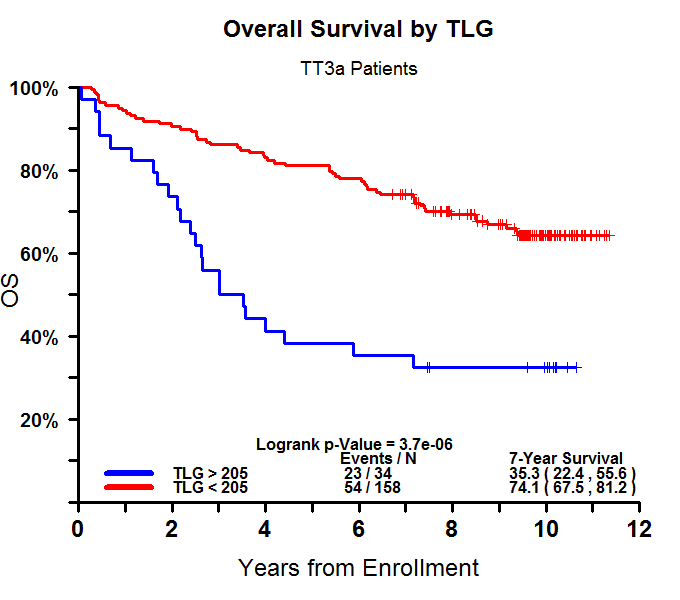 Overall Survival by TLG
TT3a Patients
100%
80%
60%
40%
20%
OS
Logrank p-Value = 3.7e-06
Events / N 7-Year Survival
TLG > 205 23 / 34 35.3 ( 22.4 , 55.6 )
TLG < 205 54 / 158 74.1 ( 67.5 , 81.2 )
0 2 4 6 8 10 12
Years from Enrollment